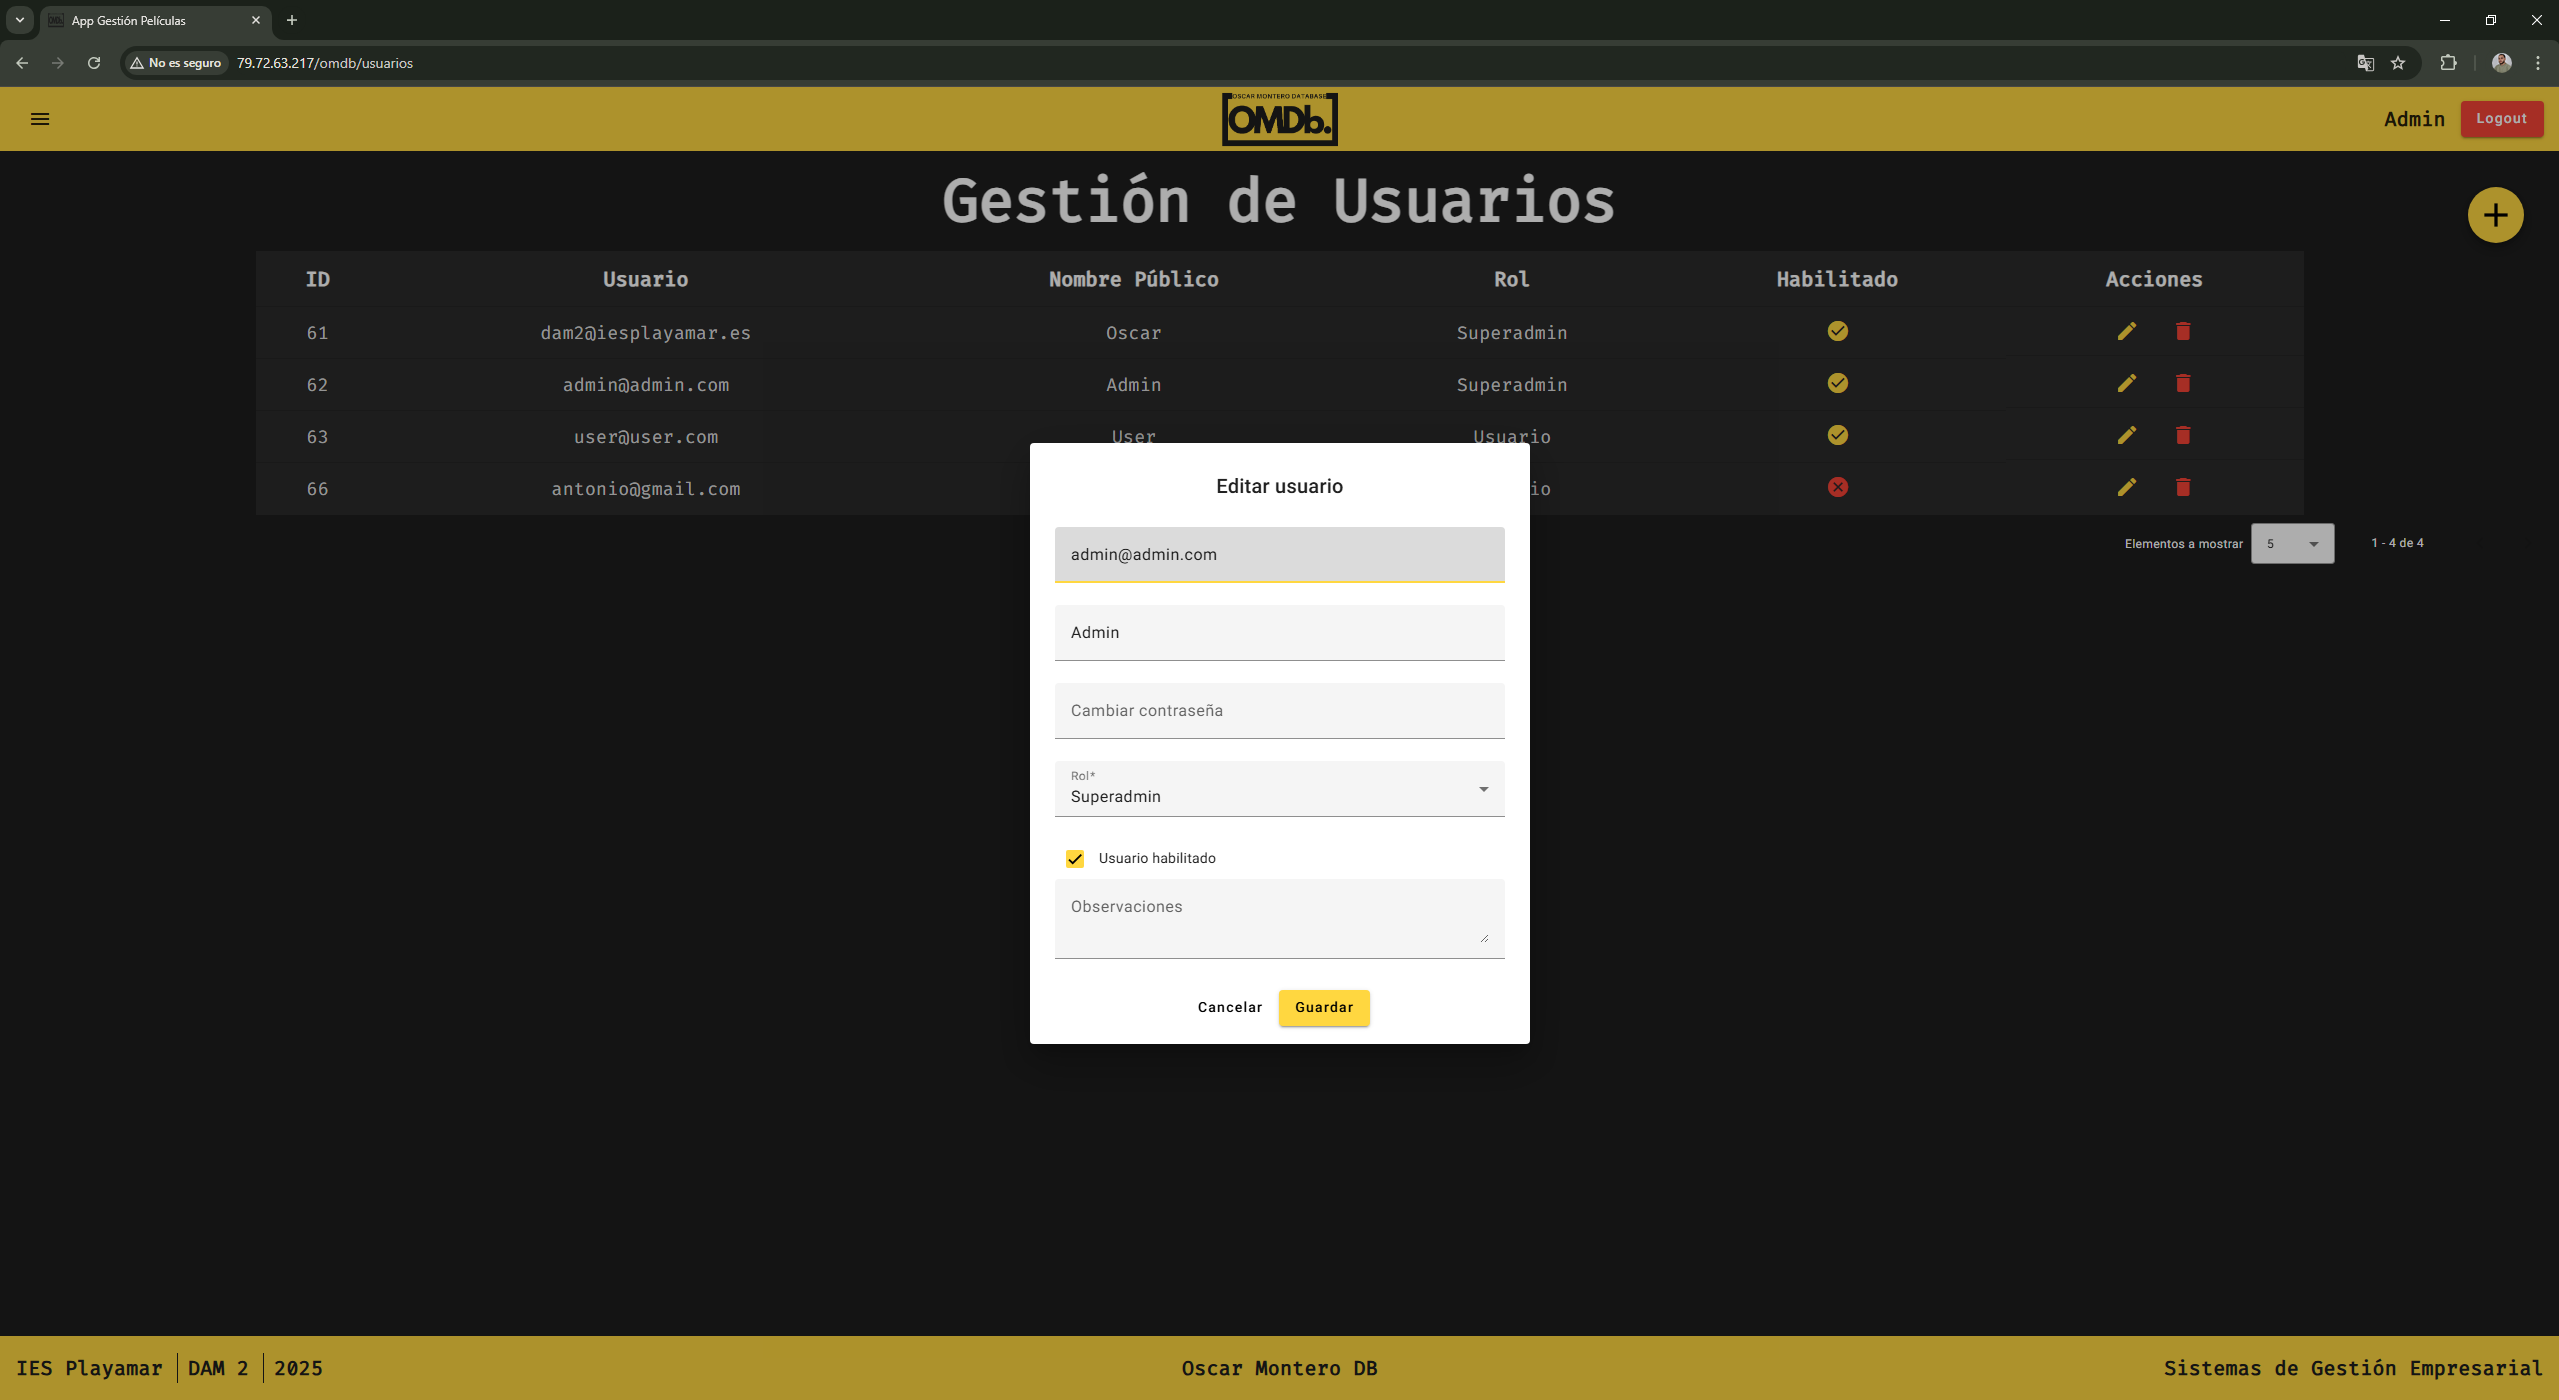 App Gestión Películas
No es seguro 79.72.63.217/omdb/usuarios
OSCAR MONTERO DATABASE
OMDb.
Admin Logout
Gestión de Usuarios
ID Usuario Nombre Público Rol Habilitado Acciones
61 dam2@iesplayamar.es Oscar Superadmin
62 admin@admin.com Admin Superadmin
63 user@user.com User Usuario
66 antonio@gmail.com io
Elementos a mostrar 5 1 - 4 de 4
Editar usuario
admin@admin.com
Admin
Cambiar contraseña
Rol*
Superadmin
Usuario habilitado
Observaciones
Cancelar Guardar
IES Playamar DAM 2 2025 Oscar Montero DB Sistemas de Gestión Empresarial